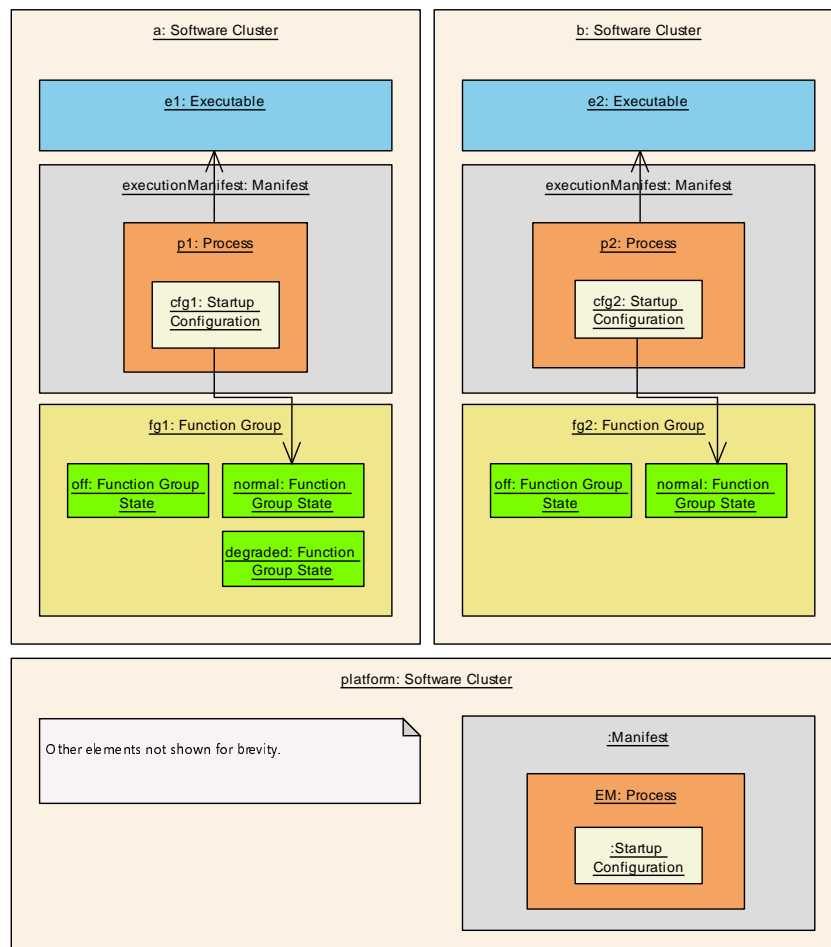 a: Software Cluster
e1: Executable
executionManifest: Manifest
p1: Process
cfg1: Startup
Configuration
fg1: Function Group
off: Function Group
State
normal: Function
Group State
degraded: Function
Group State
b: Software Cluster
e2: Executable
executionManifest: Manifest
p2: Process
cfg2: Startup
Configuration
fg2: Function Group
off: Function Group
State
normal: Function
Group State
platform: Software Cluster
Other elements not shown for brevity.
:Manifest
EM: Process
:Startup
Configuration